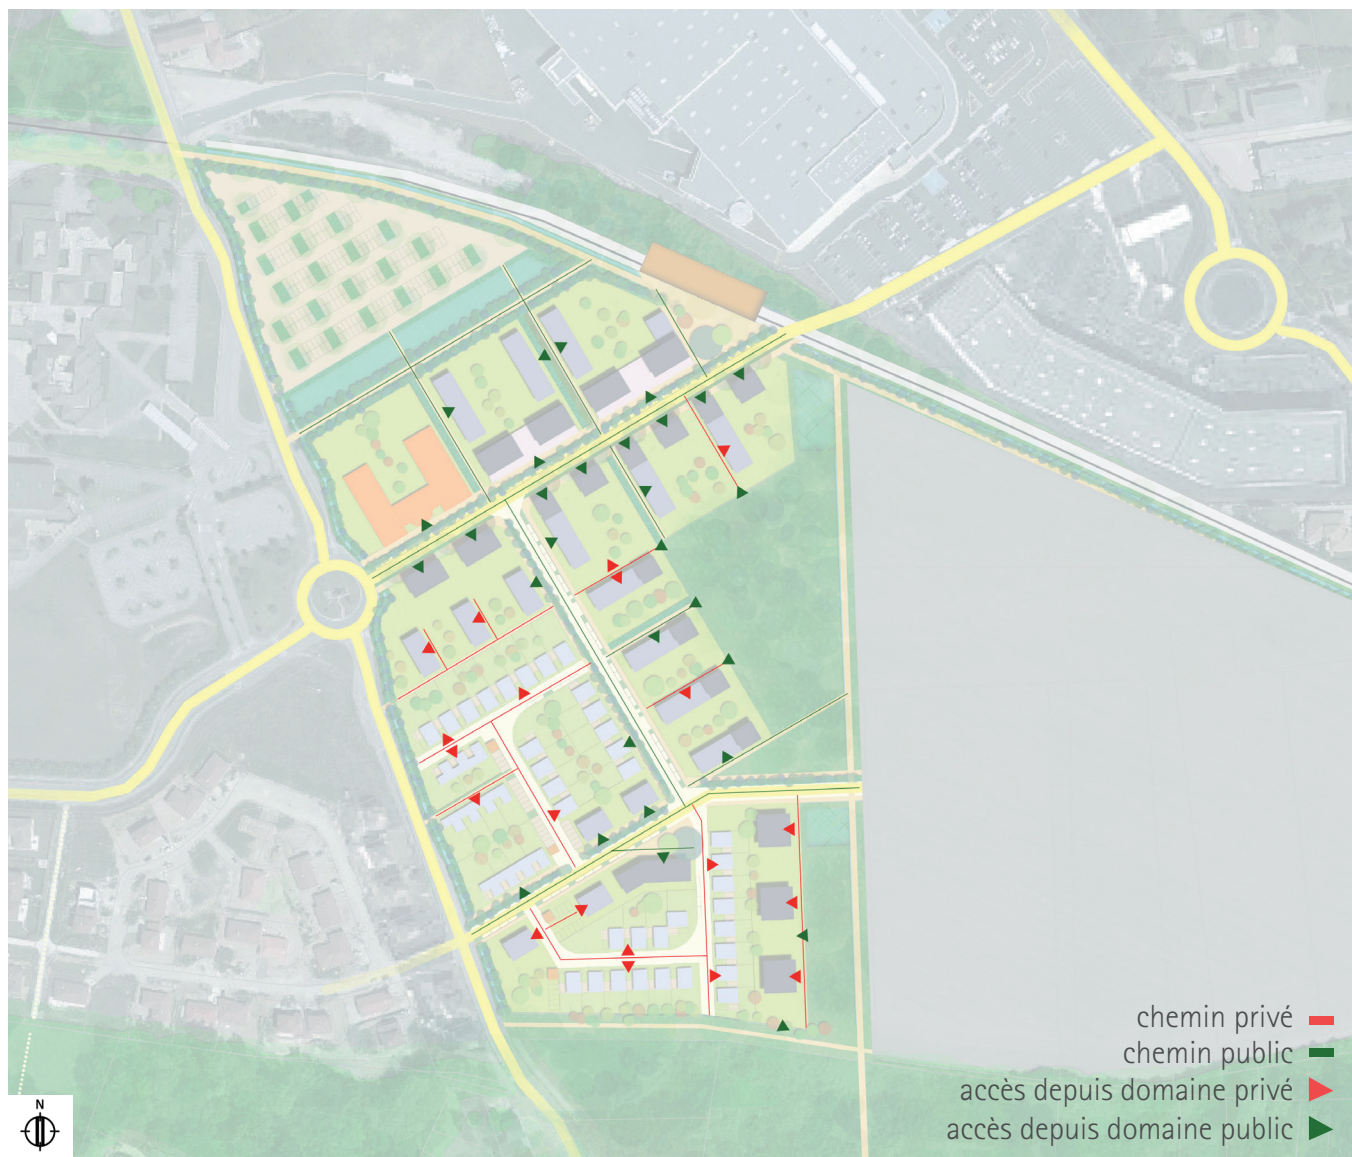 chemin privé
chemin public
accès depuis domaine privé
accès depuis domaine public
N